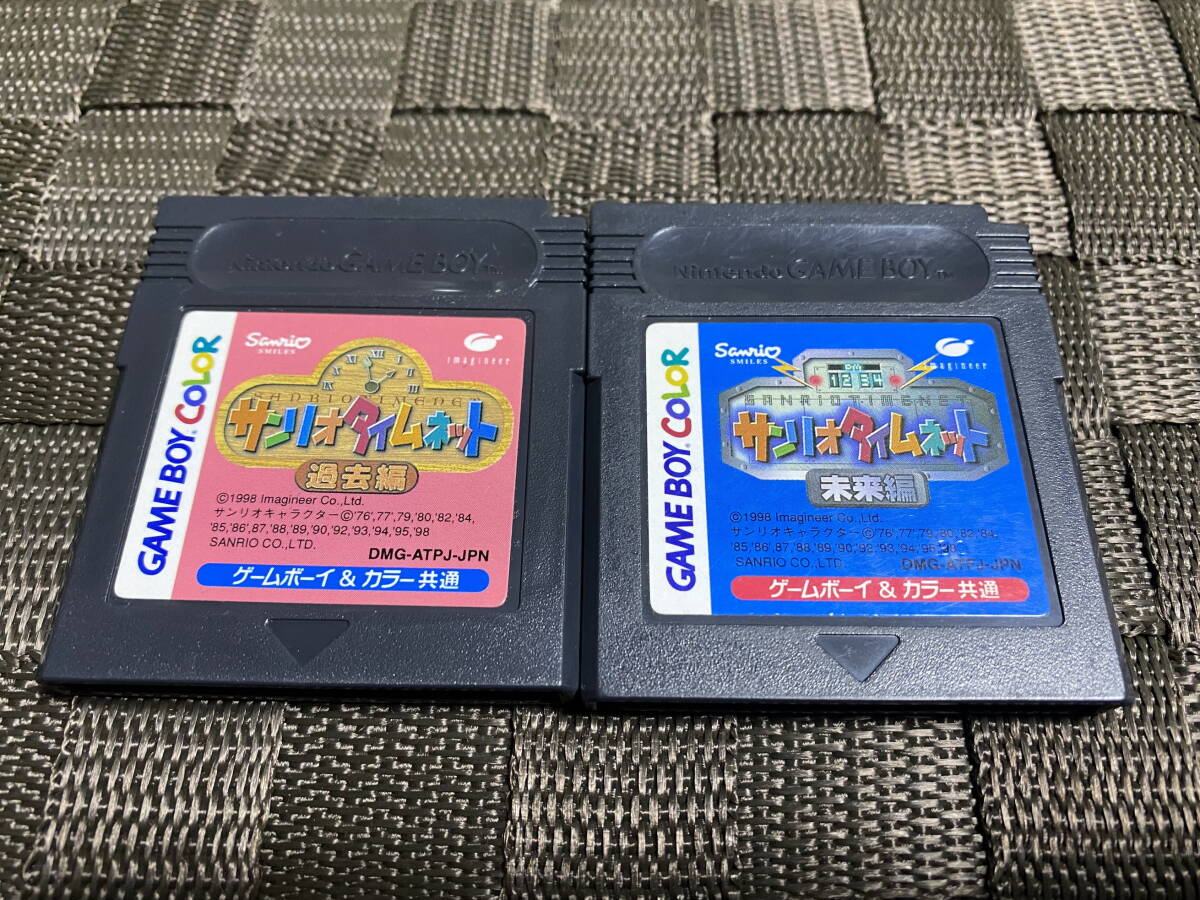 Nintendo GAME BOY TM
GAME BOY COLOR
Sanrio
SMILES
imagineer
SANRIO TIMENET
サンリオタイムネット
過去編
©1998 Imagineer Co.,Ltd.
サンリオキャラクター©'76,'77,'79,'80,'82,'84,
'85,'86',87,'88,'89,'90,'92,'93,'94,'95,'98
SANRIO CO.,LTD.
DMG-ATPJ-JPN
ゲームボーイ & カラー共通
Nintendo GAME BOY TM
GAME BOY COLOR
Sanrio
SMILES
imagineer
12 34
SANRIO TIMENET
サンリオタイムネット
未来編
©1998 Imagineer Co.,Ltd.
サンリオキャラクター©'76,'77,'79,'80,'82,'84,
'85,'86',87,'88,'89,'90,'92,'93,'94,'95,'98
SANRIO CO.,LTD.
DMG-ATFJ-JPN
ゲームボーイ & カラー共通